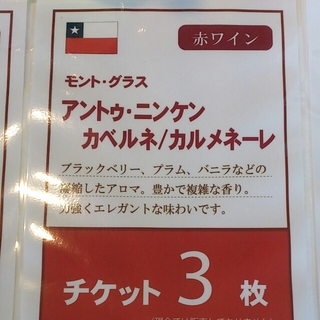 赤ワイン
モント・グラス
アントゥ・ニンケン
カベルネ/カルメネーレ
ブラックベリー、プラム、バニラなどの
凝縮したアロマ。豊かで複雑な香り。
力強くエレガントな味わいです。
チケット 3 枚